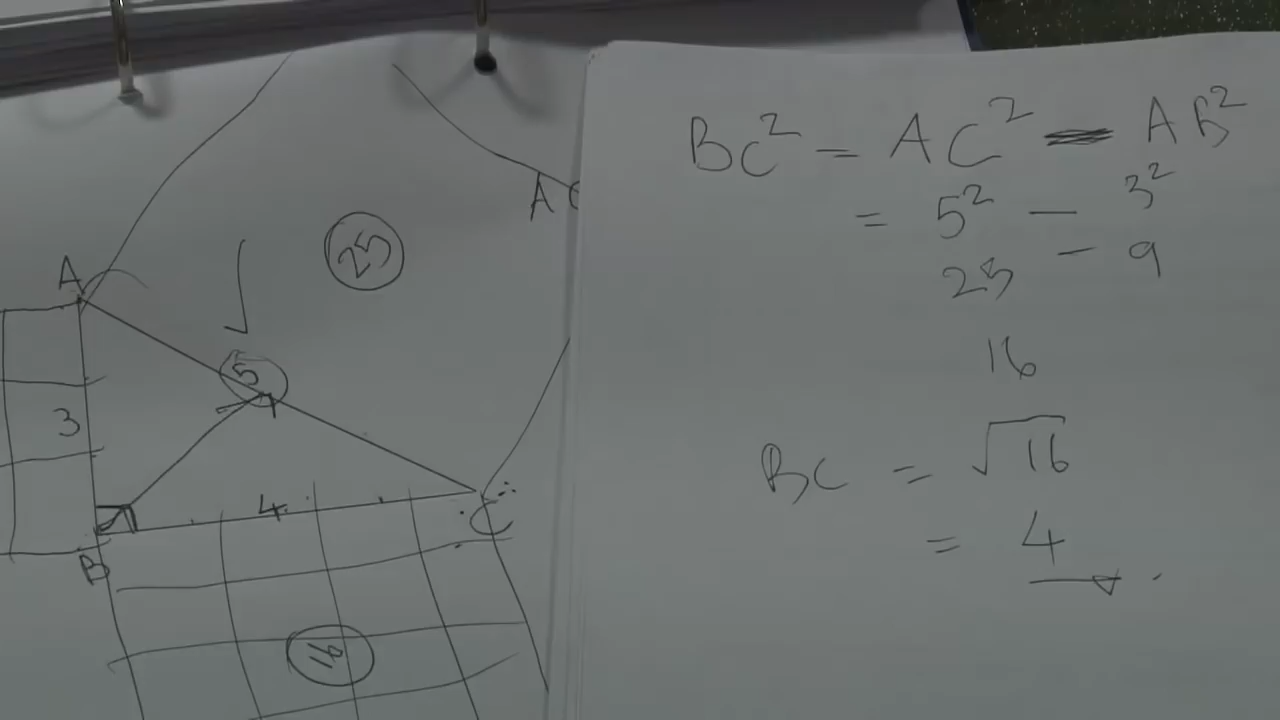 25
A C
A
5
3
4
C
B
16
BC² = AC² - AB²
= 5² - 3²
25 - 9
16
BC = √16
= 4